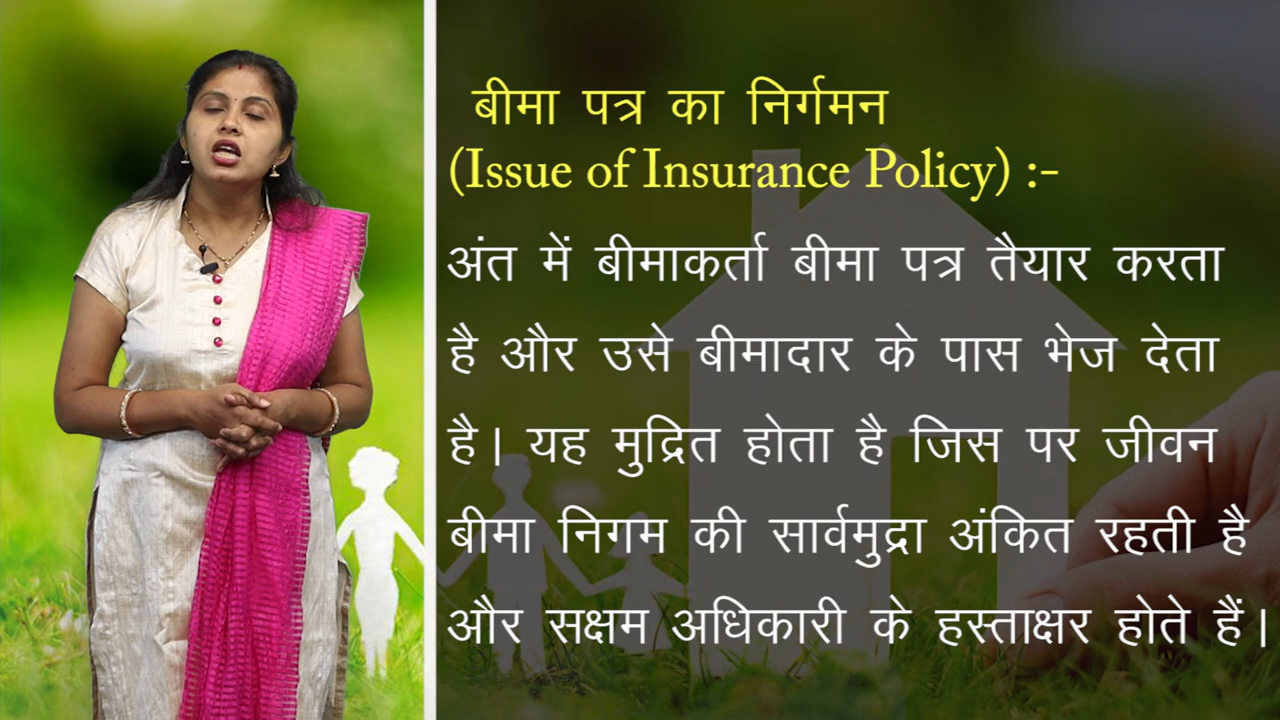 बीमा पत्र का निर्गमन
(Issue of Insurance Policy) :-
अंत में बीमाकर्ता बीमा पत्र तैयार करता
है और उसे बीमादार के पास भेज देता
है। यह मुद्रित होता है जिस पर जीवन
बीमा निगम की सार्वमुद्रा अंकित रहती है
और सक्षम अधिकारी के हस्ताक्षर होते हैं।